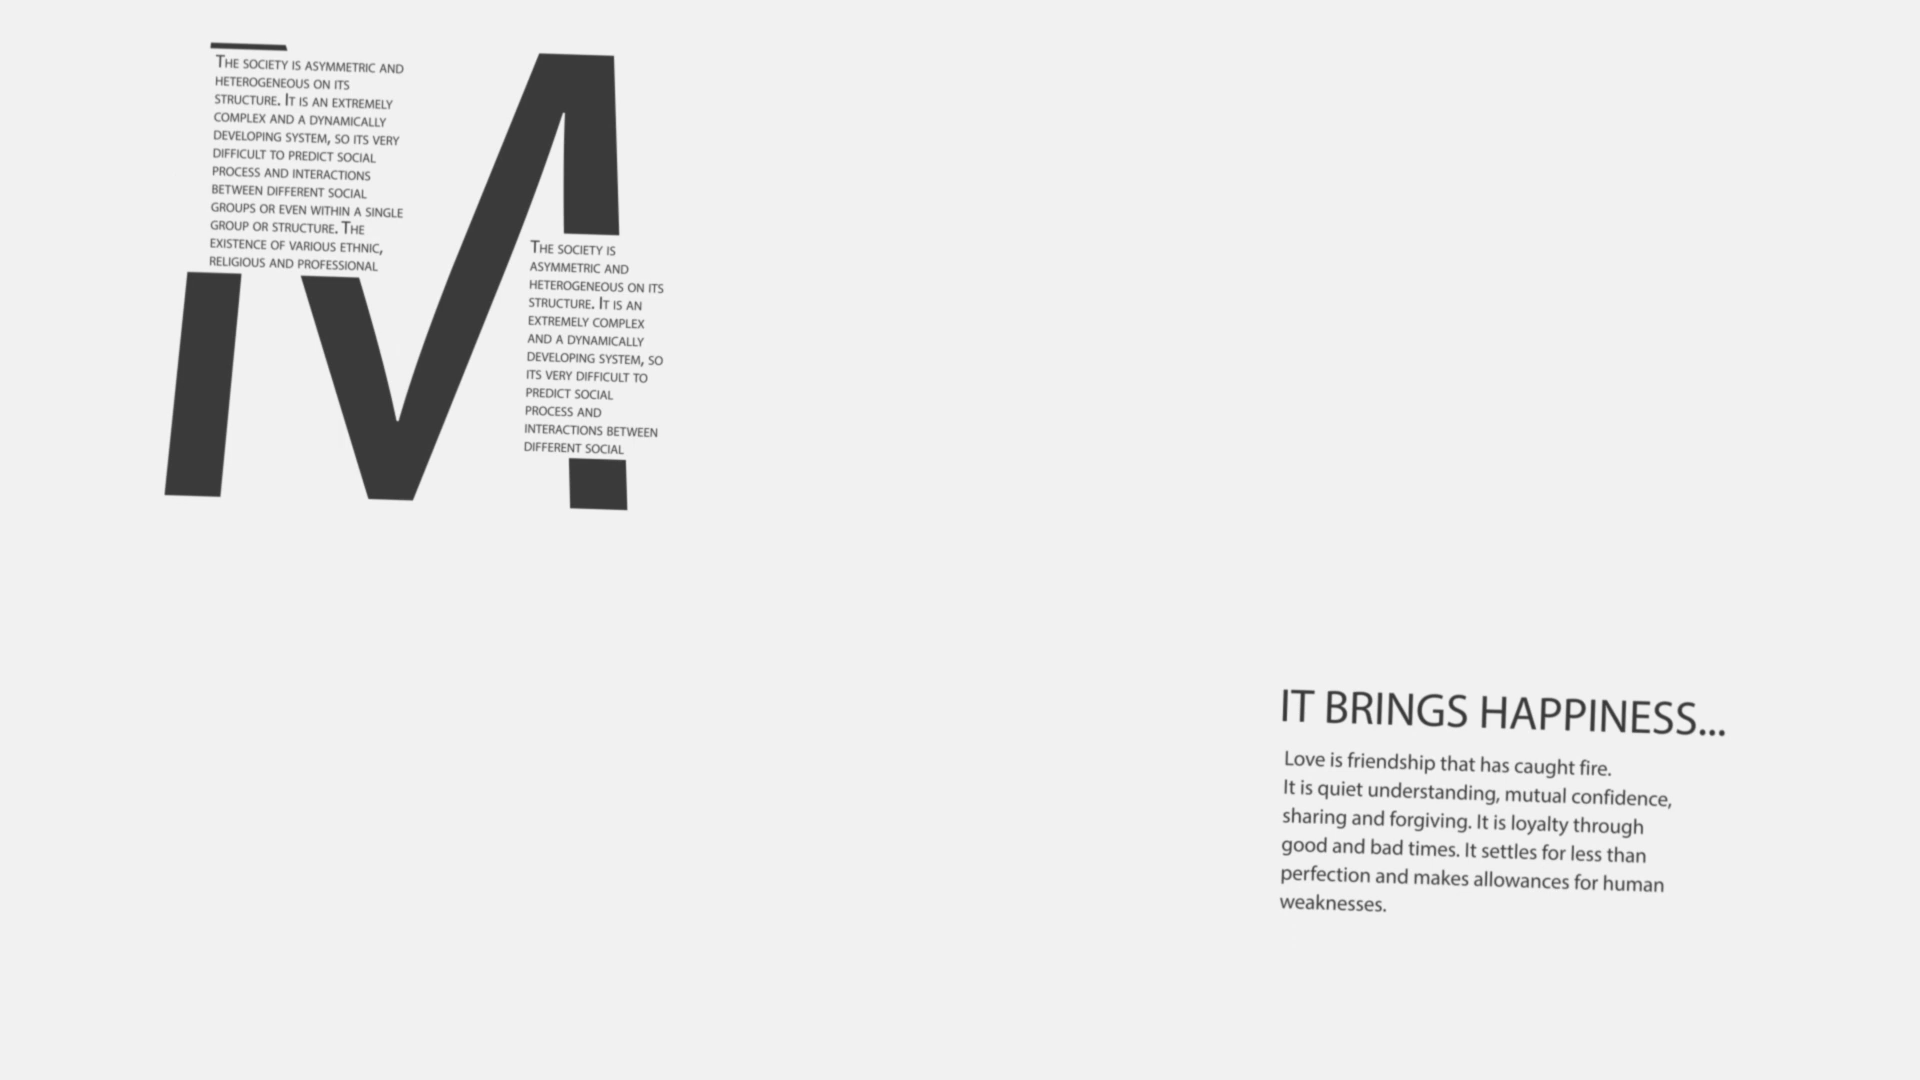 M
The society is asymmetric and
heterogeneous on its
structure. It is an extremely
complex and a dynamically
developing system, so its very
difficult to predict social
process and interactions
between different social
groups or even within a single
group or structure. The
existence of various ethnic,
religious and professional
The society is
asymmetric and
heterogeneous on its
structure. It is an
extremely complex
and a dynamically
developing system, so
its very difficult to
predict social
process and
interactions between
different social
IT BRINGS HAPPINESS...
Love is friendship that has caught fire.
It is quiet understanding, mutual confidence,
sharing and forgiving. It is loyalty through
good and bad times. It settles for less than
perfection and makes allowances for human
weaknesses.